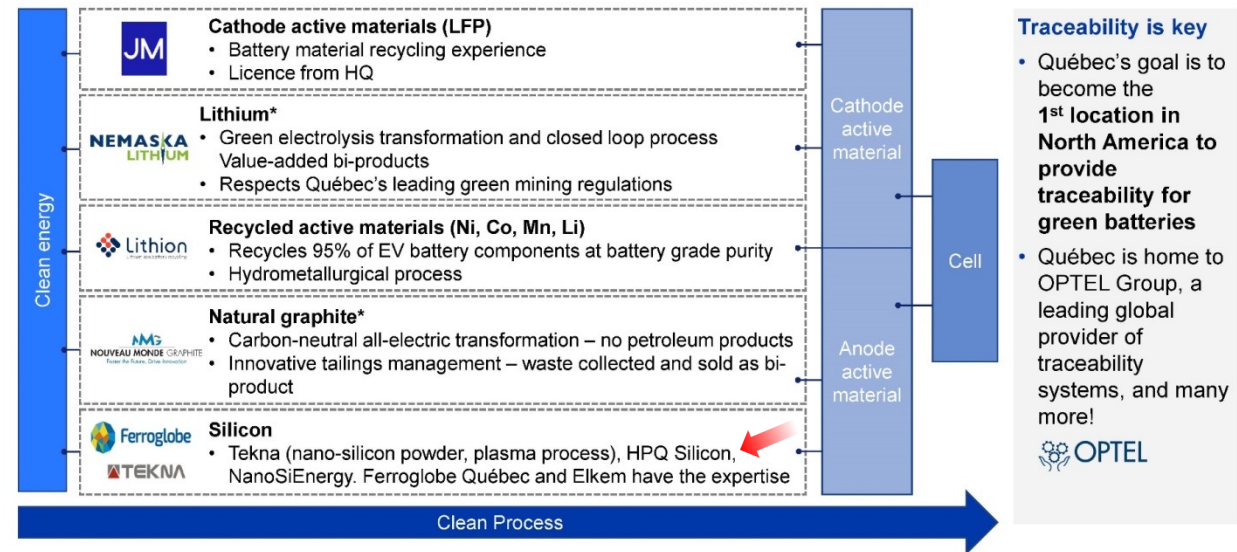 Clean energy
JM
Cathode active materials (LFP)
• Battery material recycling experience
• Licence from HQ
NEMASKA
LITHIUM
Lithium*
• Green electrolysis transformation and closed loop process
Value-added bi-products
• Respects Québec’s leading green mining regulations
Lithion
Recycled active materials (Ni, Co, Mn, Li)
• Recycles 95% of EV battery components at battery grade purity
• Hydrometallurgical process
NMG
NOUVEAU MONDE GRAPHITE
Natural graphite*
• Carbon-neutral all-electric transformation – no petroleum products
• Innovative tailings management – waste collected and sold as bi-
product
Ferroglobe
TEKNA
Silicon
• Tekna (nano-silicon powder, plasma process), HPQ Silicon,
NanoSiEnergy. Ferroglobe Québec and Elkem have the expertise
Cathode
active
material
Anode
active
material
Cell
Clean Process
Traceability is key
• Québec’s goal is to
become the
1st location in
North America to
provide
traceability for
green batteries
• Québec is home to
OPTEL Group, a
leading global
provider of
traceability
systems, and many
more!
OPTEL